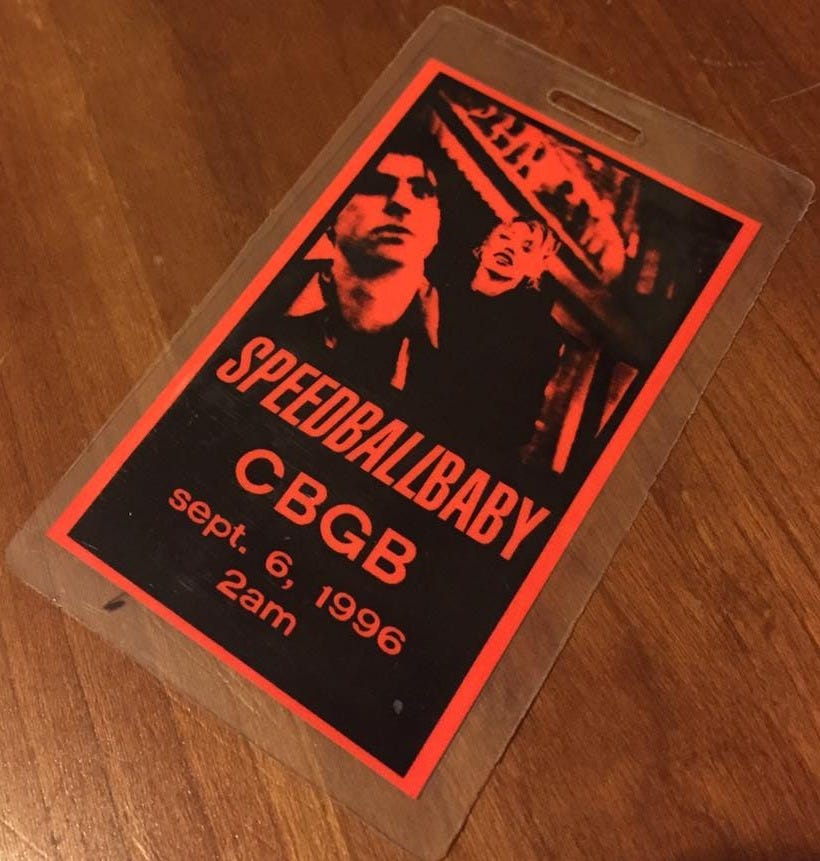 SPEEDBALLBABY
CBGB
sept. 6, 1996
2am